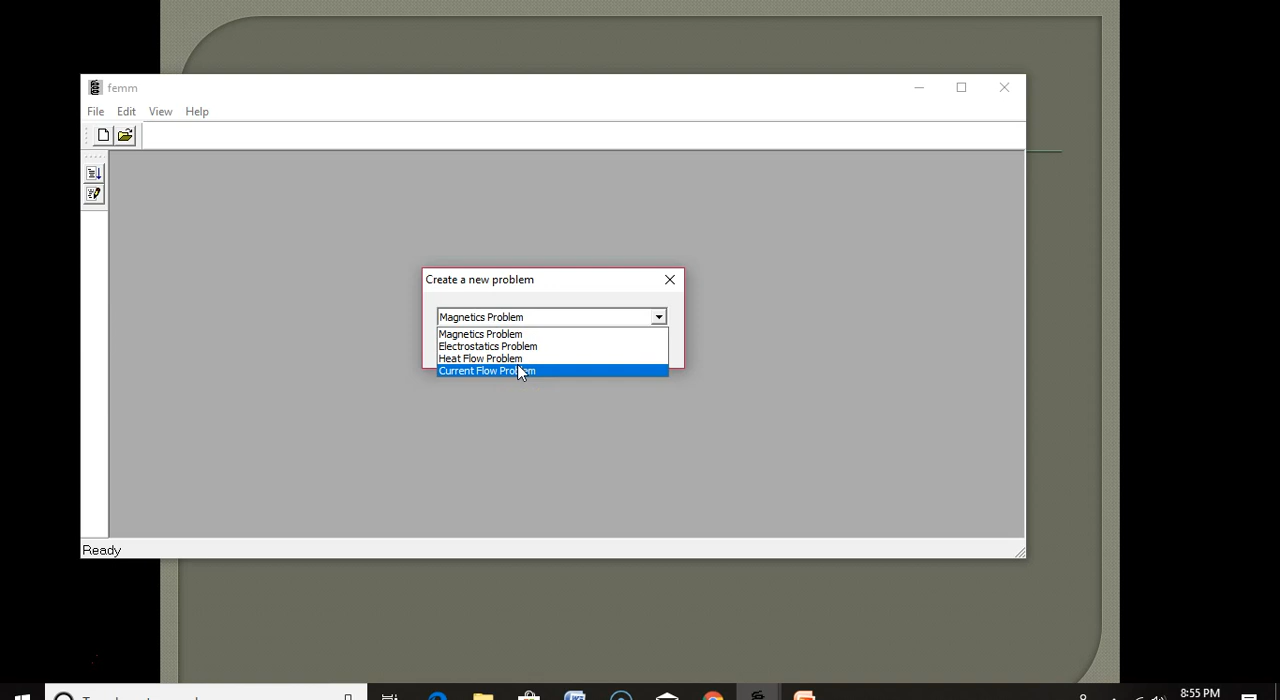 femm
File Edit View Help
Create a new problem
Magnetics Problem
Magnetics Problem
Electrostatics Problem
Heat Flow Problem
Current Flow Problem
Ready
8:55 PM